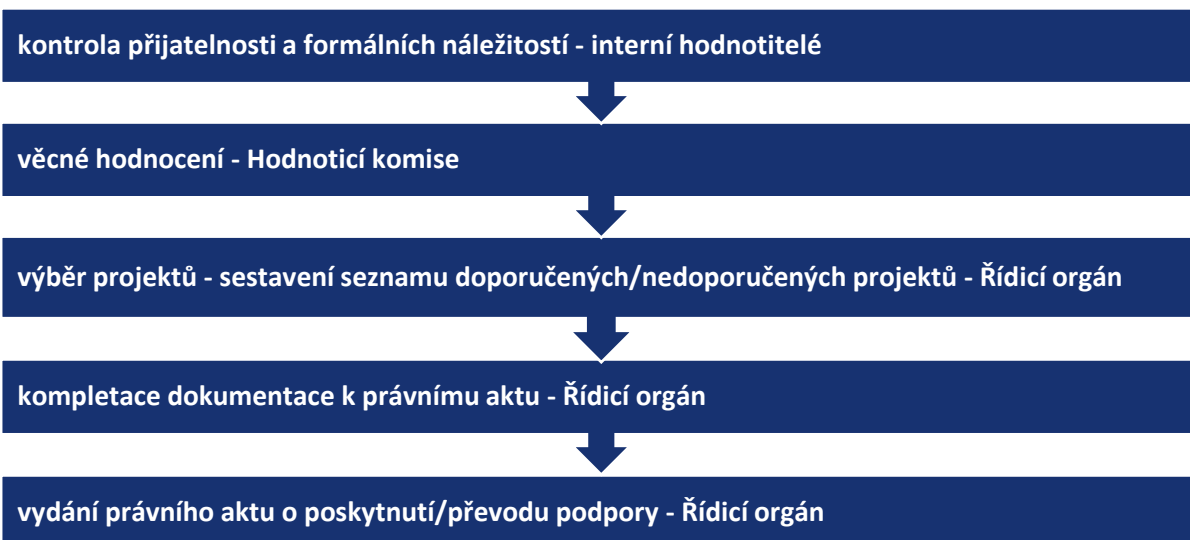 kontrola přijatelnosti a formálních náležitostí - interní hodnotitelé
věcné hodnocení - Hodnoticí komise
výběr projektů - sestavení seznamu doporučených/nedoporučených projektů - Řídicí orgán
kompletace dokumentace k právnímu aktu - Řídicí orgán
vydání právního aktu o poskytnutí/převodu podpory - Řídicí orgán